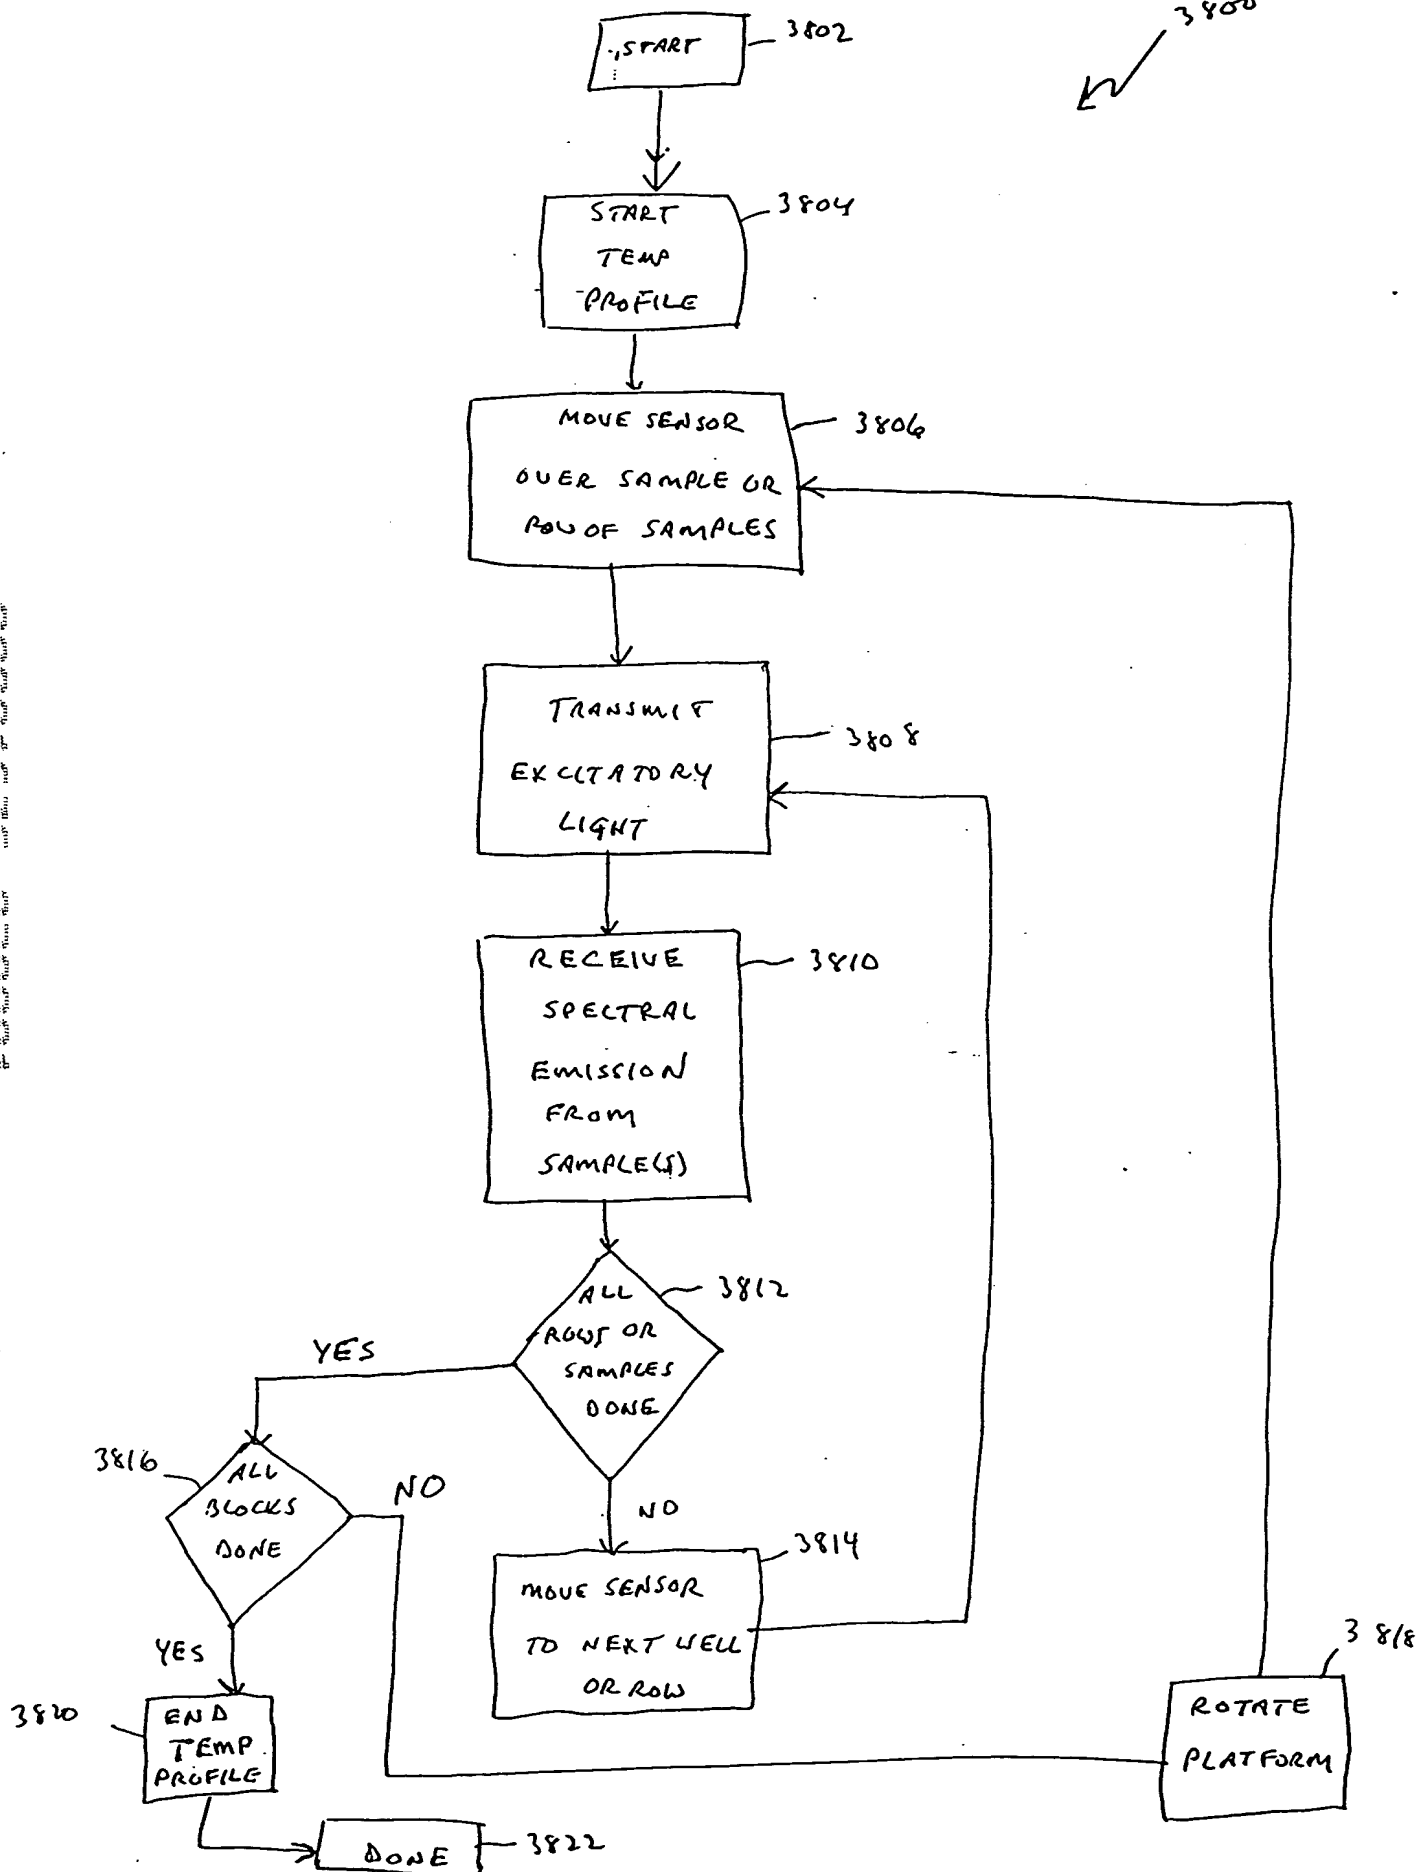 3800
START
3802
START
TEMP
PROFILE
3804
MOVE SENSOR
OVER SAMPLE OR
ROW OF SAMPLES
3806
TRANSMIT
EXCITATORY
LIGHT
3808
RECEIVE
SPECTRAL
EMISSION
FROM
SAMPLE(S)
3810
ALL
ROWS OR
SAMPLES
DONE
3812
YES
NO
3816
ALL
BLOCKS
DONE
NO
YES
MOVE SENSOR
TO NEXT WELL
OR ROW
3814
ROTATE
PLATFORM
3818
3820
END
TEMP
PROFILE
DONE
3822